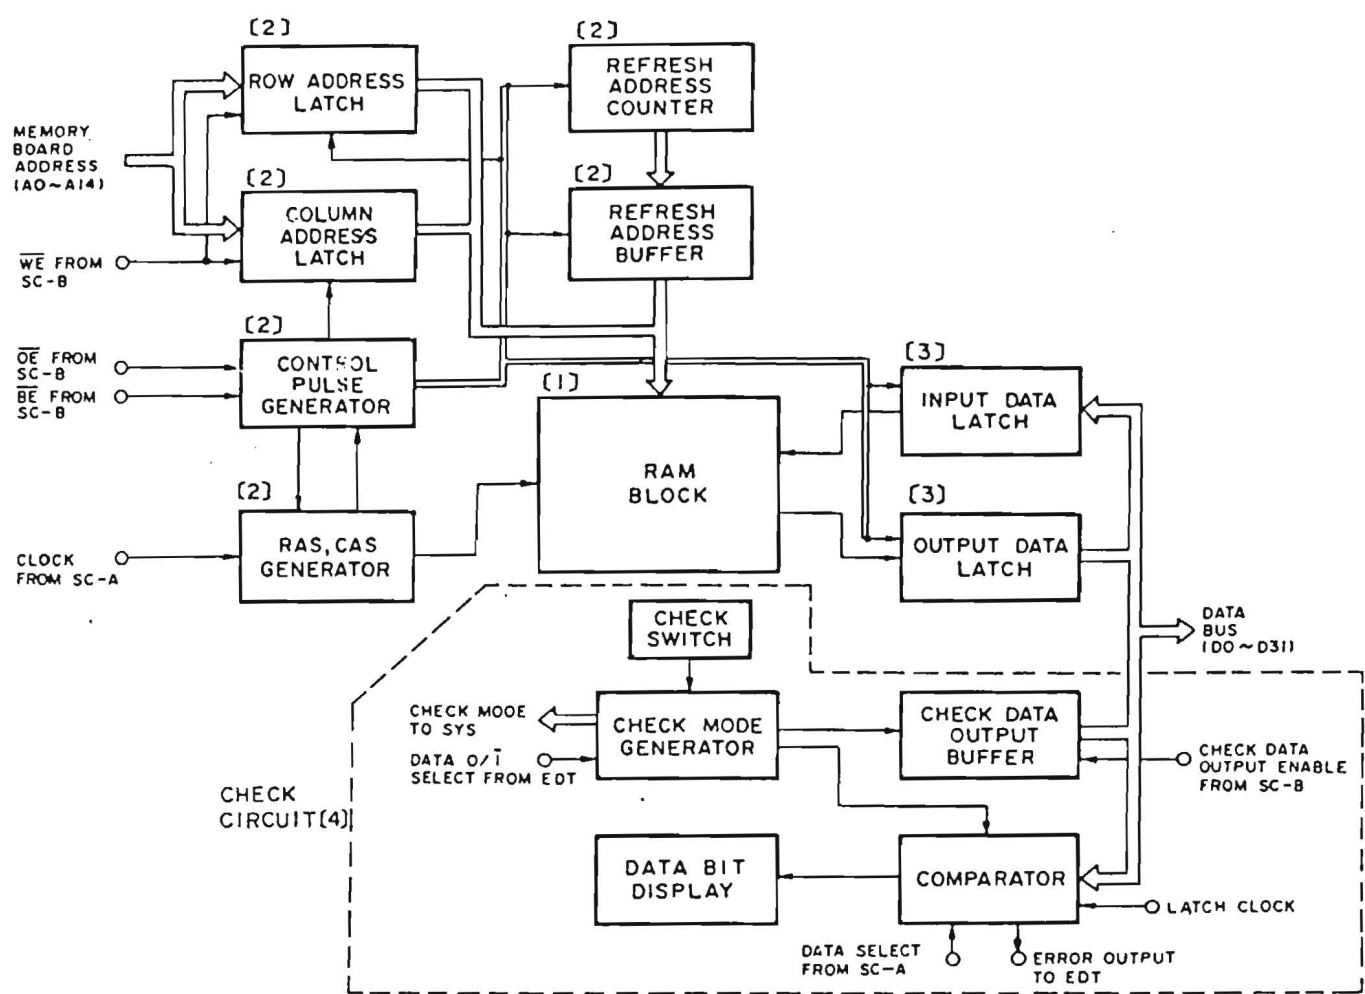 [2]
ROW ADDRESS
LATCH
[2]
REFRESH
ADDRESS
COUNTER
MEMORY
BOARD
ADDRESS
(A0~A14)
[2]
COLUMN
ADDRESS
LATCH
[2]
REFRESH
ADDRESS
BUFFER
WE FROM
SC-B
[2]
CONTROL
PULSE
GENERATOR
OE FROM
SC-B
BE FROM
SC-B
[1]
RAM
BLOCK
[3]
INPUT DATA
LATCH
[2]
RAS, CAS
GENERATOR
CLOCK
FROM SC-A
[3]
OUTPUT DATA
LATCH
DATA
BUS
(D0~D31)
CHECK
SWITCH
CHECK MODE
TO SYS
CHECK MODE
GENERATOR
DATA 0/1
SELECT FROM EDT
CHECK DATA
OUTPUT
BUFFER
CHECK DATA
OUTPUT ENABLE
FROM SC-B
CHECK
CIRCUIT[4]
DATA BIT
DISPLAY
COMPARATOR
LATCH CLOCK
DATA SELECT
FROM SC-A
ERROR OUTPUT
TO EDT